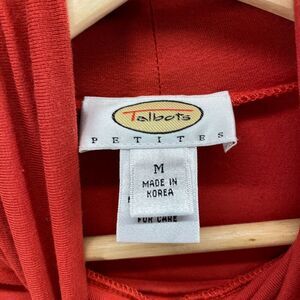 Talbots
PETITES
M
MADE IN
KOREA
FOR CARE